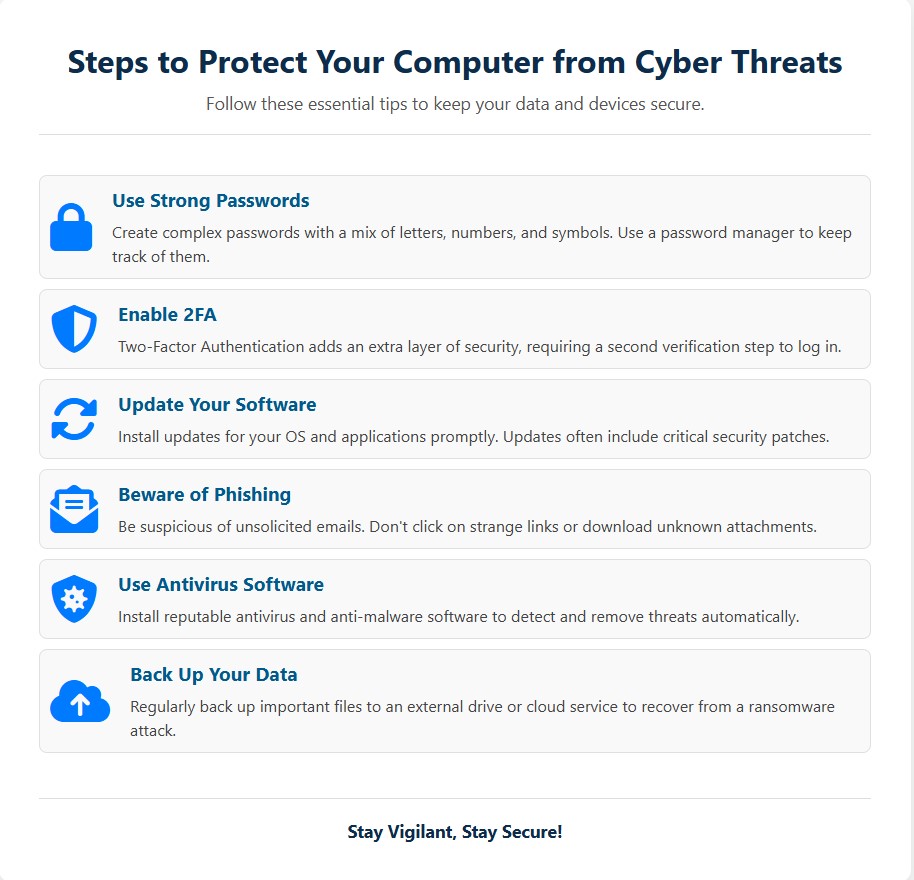 Steps to Protect Your Computer from Cyber Threats
Follow these essential tips to keep your data and devices secure.
Use Strong Passwords
Create complex passwords with a mix of letters, numbers, and symbols. Use a password manager to keep
track of them.
Enable 2FA
Two-Factor Authentication adds an extra layer of security, requiring a second verification step to log in.
Update Your Software
Install updates for your OS and applications promptly. Updates often include critical security patches.
Beware of Phishing
Be suspicious of unsolicited emails. Don't click on strange links or download unknown attachments.
Use Antivirus Software
Install reputable antivirus and anti-malware software to detect and remove threats automatically.
Back Up Your Data
Regularly back up important files to an external drive or cloud service to recover from a ransomware
attack.
Stay Vigilant, Stay Secure!